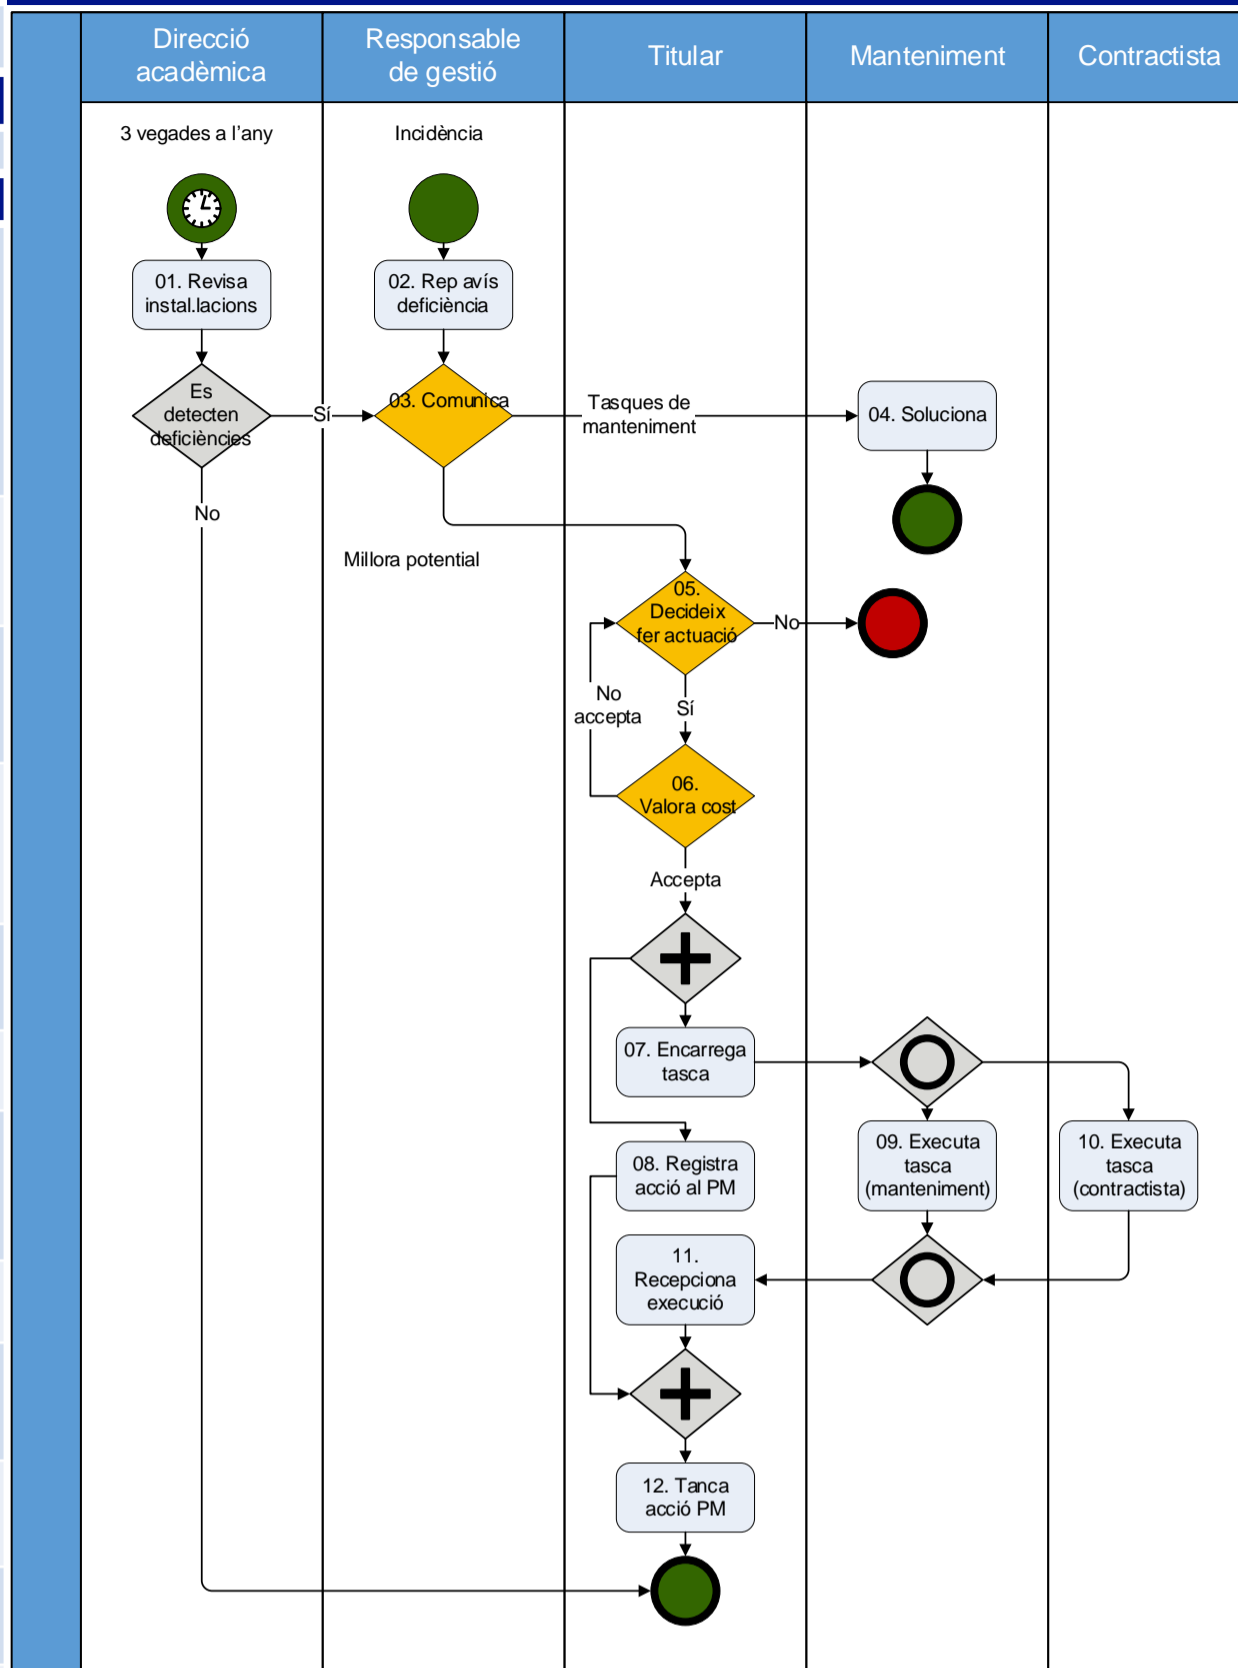 Direcció
acadèmica
Responsable
de gestió
Titular
Manteniment
Contractista
3 vegades a l'any
Incidència
01. Revisa
instal.lacions
02. Rep avís
deficiència
Es
detecten
deficiències
Sí
03. Comunica
Tasques de
manteniment
04. Soluciona
No
Millora potential
05.
Decideix
fer actuació
No
No
accepta
Sí
06.
Valora cost
Accepta
07. Encarrega
tasca
08. Registra
acció al PM
09. Executa
tasca
(manteniment)
10. Executa
tasca
(contractista)
11.
Recepciona
execució
12. Tanca
acció PM